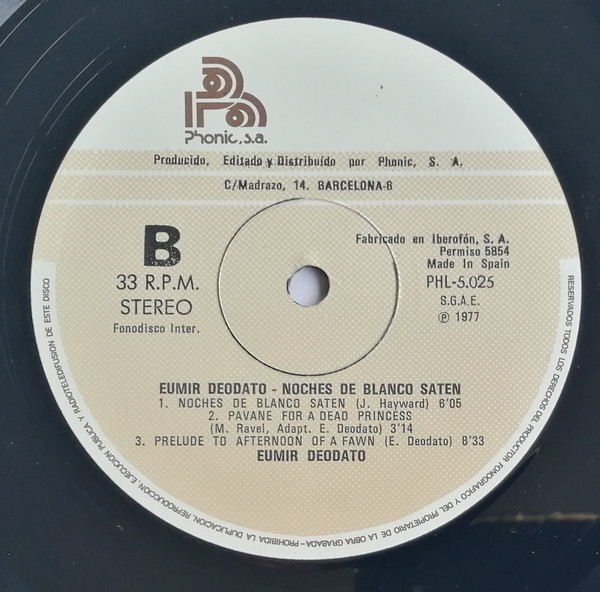 Phonic, s.a.
Producido, Editado y Distribuído por Phonic, S. A.
C/Madrazo, 14. BARCELONA-6
B
33 R.P.M.
STEREO
Fonodisco Inter.
Fabricado en Iberofón, S. A.
Permiso 5854
Made In Spain
PHL-5.025
S.G.A.E.
℗ 1977
EUMIR DEODATO - NOCHES DE BLANCO SATEN
1. NOCHES DE BLANCO SATEN (J. Hayward) 6'05
2. PAVANE FOR A DEAD PRINCESS
(M. Ravel, Adapt. E. Deodato) 3'14
3. PRELUDE TO AFTERNOON OF A FAWN (E. Deodato) 8'33
EUMIR DEODATO
RESERVADOS TODOS LOS DERECHOS DEL PRODUCTOR FONOGRAFICO Y DEL PROPIETARIO DE LA OBRA GRABADA-PROHIBIDA LA DUPLICACION, REPRODUCCION, EJECUCION PUBLICA Y RADIOTELEDIFUSION DE ESTE DISCO